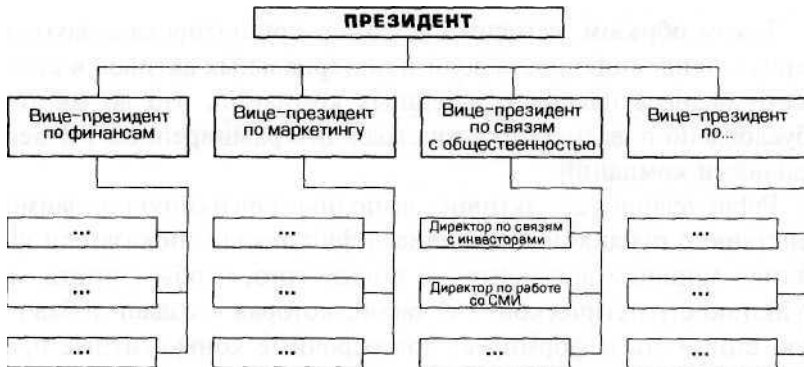 ПРЕЗИДЕНТ
Вице-президент
по финансам
Вице-президент
по маркетингу
Вице-президент
по связям
с общественностью
Вице-президент
по...
...
...
Директор по связям
с инвесторами
...
...
...
Директор по работе
со СМИ
...
...
...
...
...